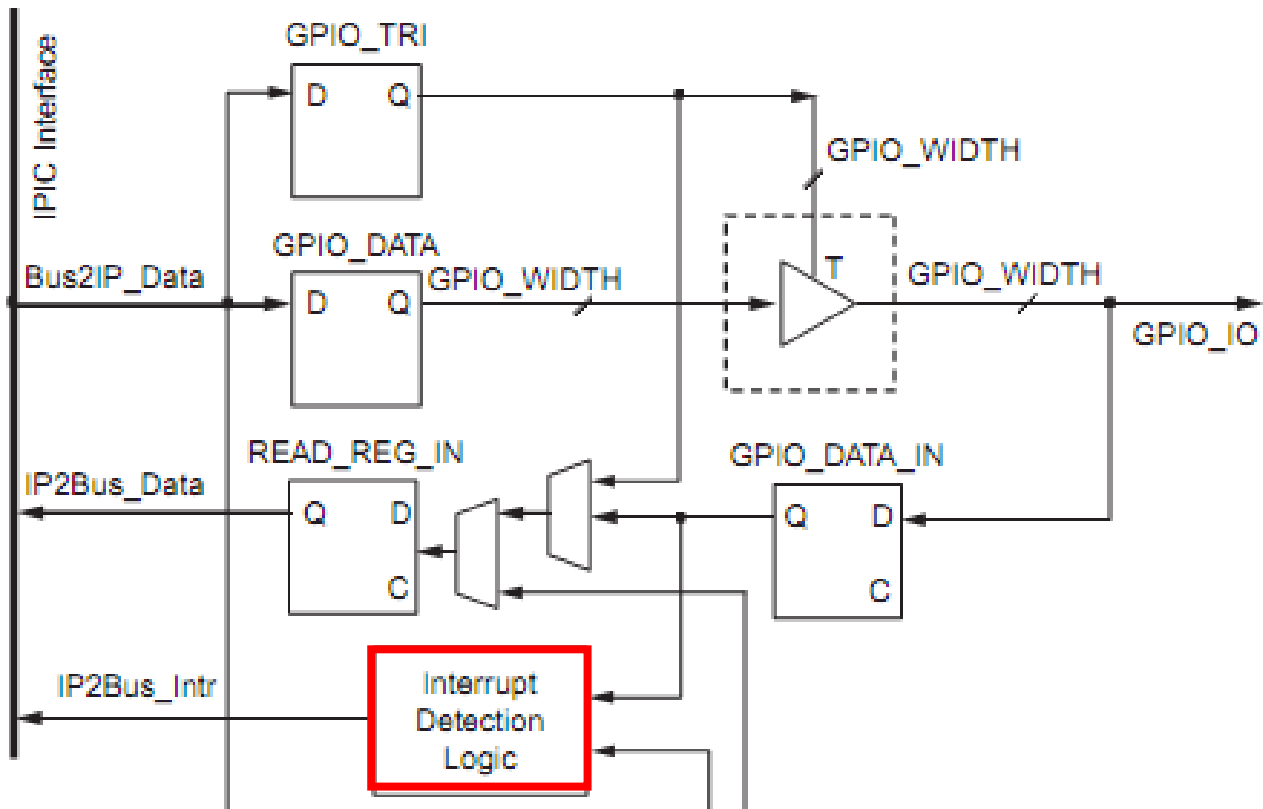 GPIO_TRI
IPIC Interface
D Q
GPIO_WIDTH
GPIO_DATA
Bus2IP_Data
GPIO_WIDTH
T
GPIO_WIDTH
D Q
GPIO_IO
READ_REG_IN
GPIO_DATA_IN
IP2Bus_Data
Q D
Q D
C
C
IP2Bus_Intr
Interrupt
Detection
Logic